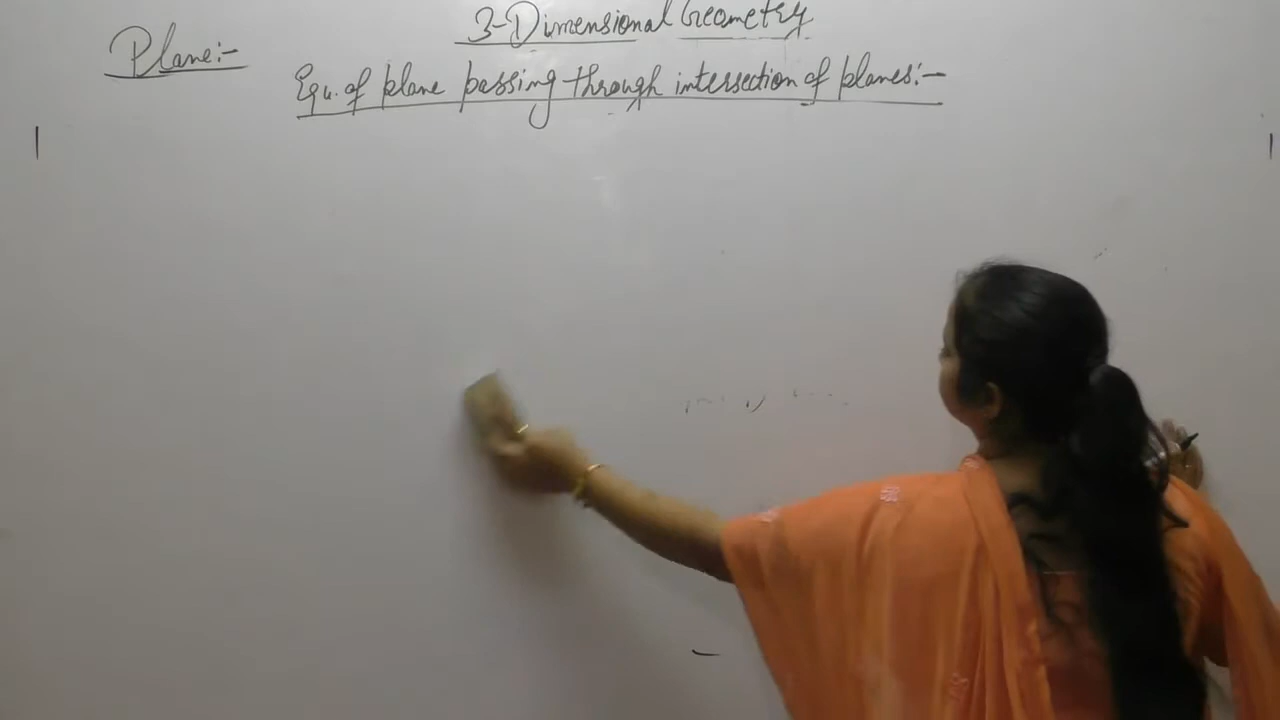 3-Dimensional Geometry
Plane:-
Equ. of plane passing through intersection of planes:-